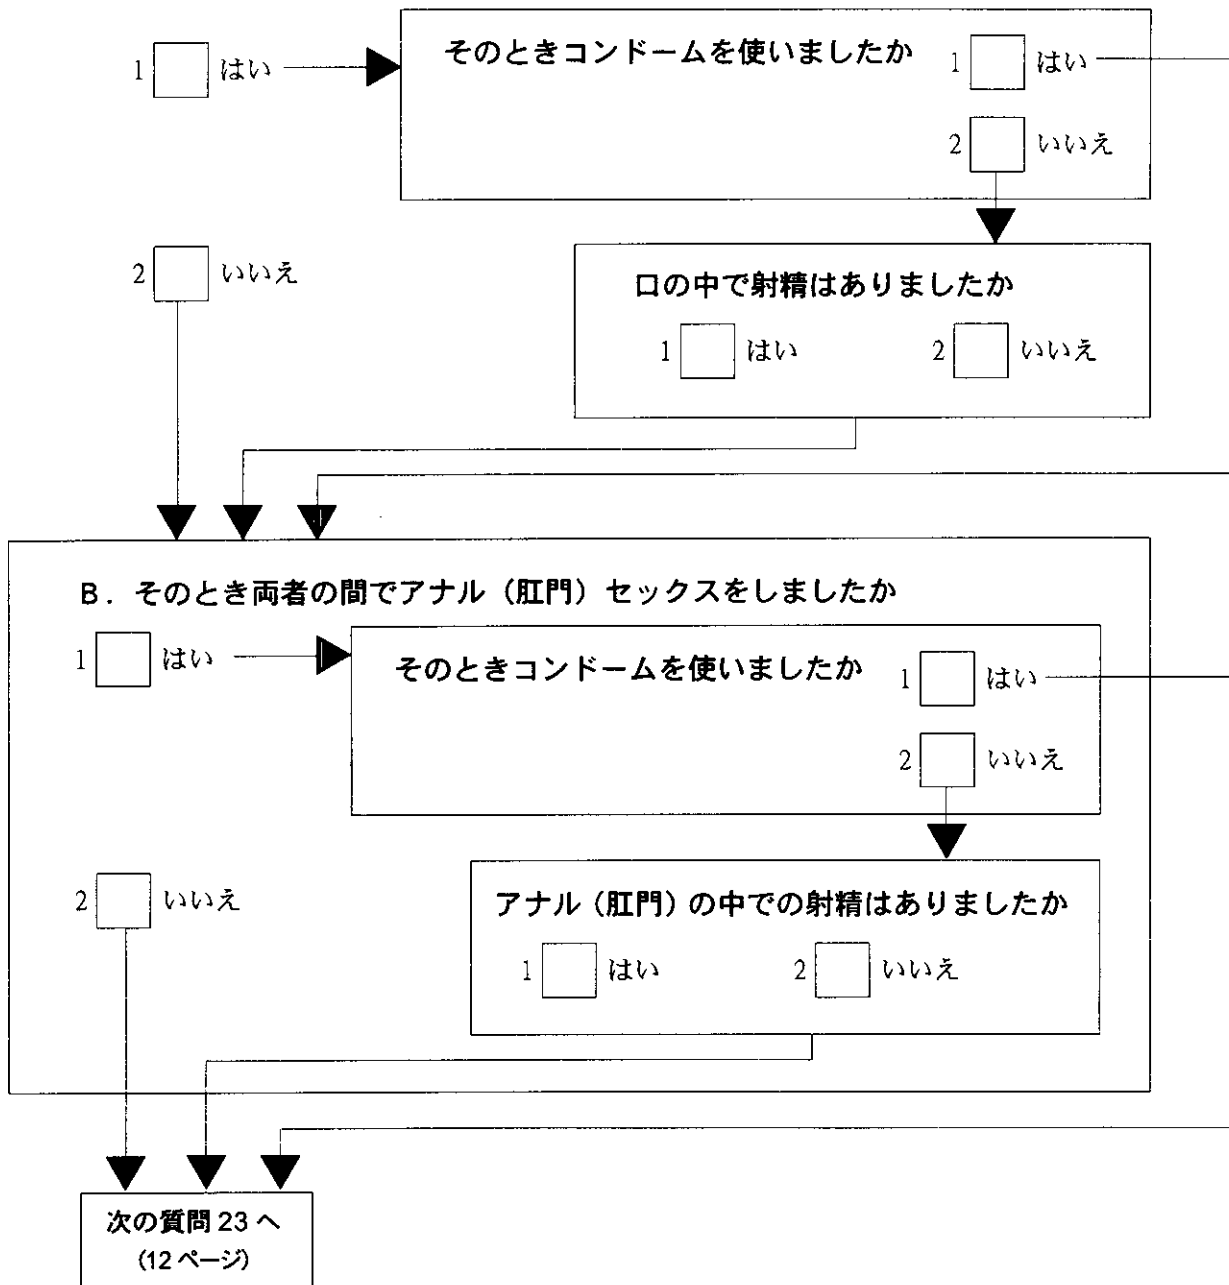 1 はい
そのときコンドームを使いましたか
1 はい
2 いいえ
2 いいえ
口の中で射精はありましたか
1 はい 2 いいえ
B．そのとき両者の間でアナル（肛門）セックスをしましたか
1 はい
そのときコンドームを使いましたか
1 はい
2 いいえ
2 いいえ
アナル（肛門）の中での射精はありましたか
1 はい 2 いいえ
次の質問 23 へ
(12 ページ)